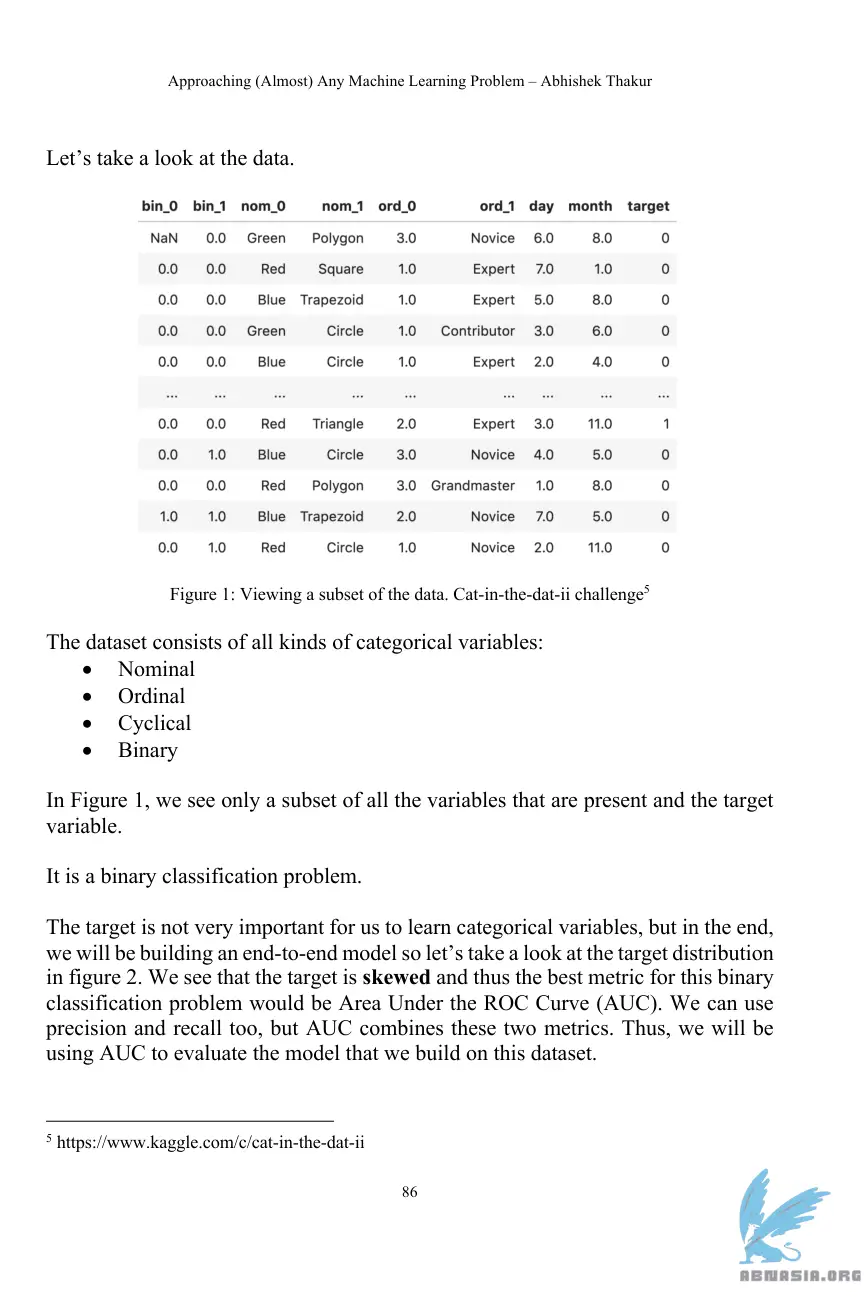 Approaching (Almost) Any Machine Learning Problem – Abhishek Thakur
Let’s take a look at the data.
bin_0 bin_1 nom_0 nom_1 ord_0 ord_1 day month target
NaN 0.0 Green Polygon 3.0 Novice 6.0 8.0 0
0.0 0.0 Red Square 1.0 Expert 7.0 1.0 0
0.0 0.0 Blue Trapezoid 1.0 Expert 5.0 8.0 0
0.0 0.0 Green Circle 1.0 Contributor 3.0 6.0 0
0.0 0.0 Blue Circle 1.0 Expert 2.0 4.0 0
... ... ... ... ... ... ... ... ...
0.0 0.0 Red Triangle 2.0 Expert 3.0 11.0 1
0.0 1.0 Blue Circle 3.0 Novice 4.0 5.0 0
0.0 0.0 Red Polygon 3.0 Grandmaster 1.0 8.0 0
1.0 1.0 Blue Trapezoid 2.0 Novice 7.0 5.0 0
0.0 1.0 Red Circle 1.0 Novice 2.0 11.0 0
Figure 1: Viewing a subset of the data. Cat-in-the-dat-ii challenge⁵
The dataset consists of all kinds of categorical variables:
• Nominal
• Ordinal
• Cyclical
• Binary
In Figure 1, we see only a subset of all the variables that are present and the target
variable.
It is a binary classification problem.
The target is not very important for us to learn categorical variables, but in the end,
we will be building an end-to-end model so let’s take a look at the target distribution
in figure 2. We see that the target is skewed and thus the best metric for this binary
classification problem would be Area Under the ROC Curve (AUC). We can use
precision and recall too, but AUC combines these two metrics. Thus, we will be
using AUC to evaluate the model that we build on this dataset.
⁵ https://www.kaggle.com/c/cat-in-the-dat-ii
86
ABNASIA.ORG